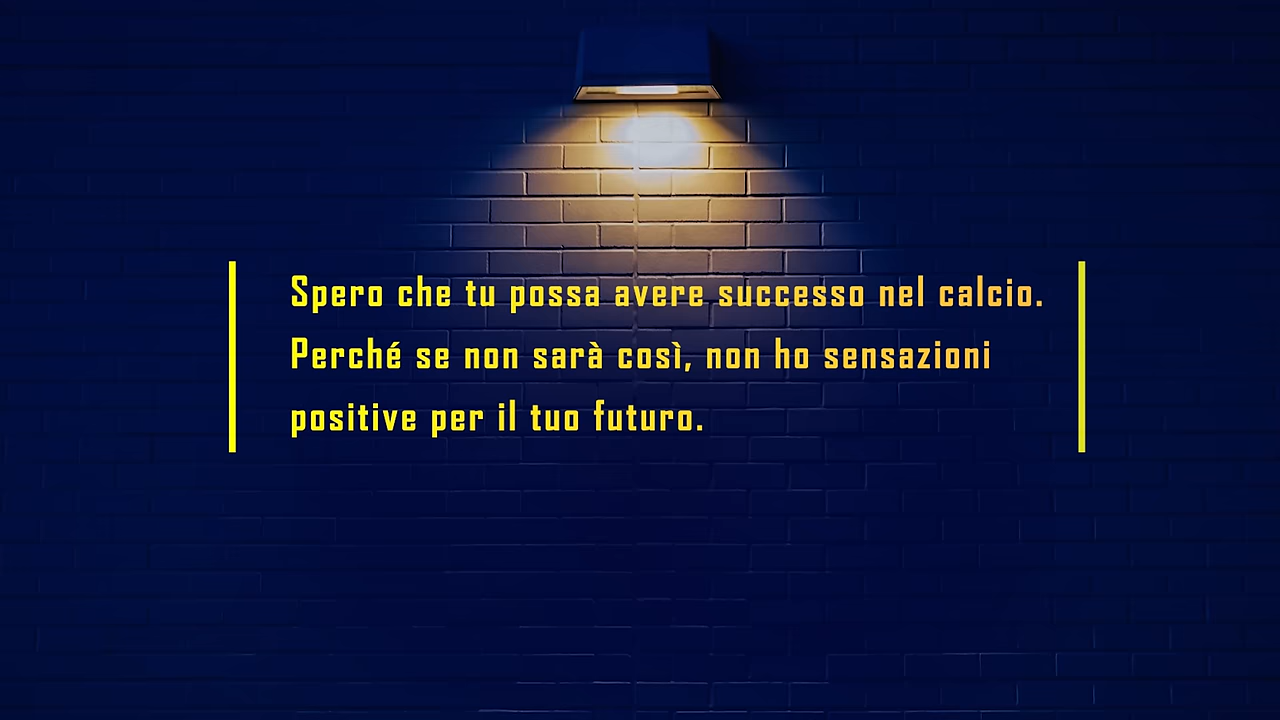 Spero che tu possa avere successo nel calcio.
Perché se non sarà così, non ho sensazioni
positive per il tuo futuro.